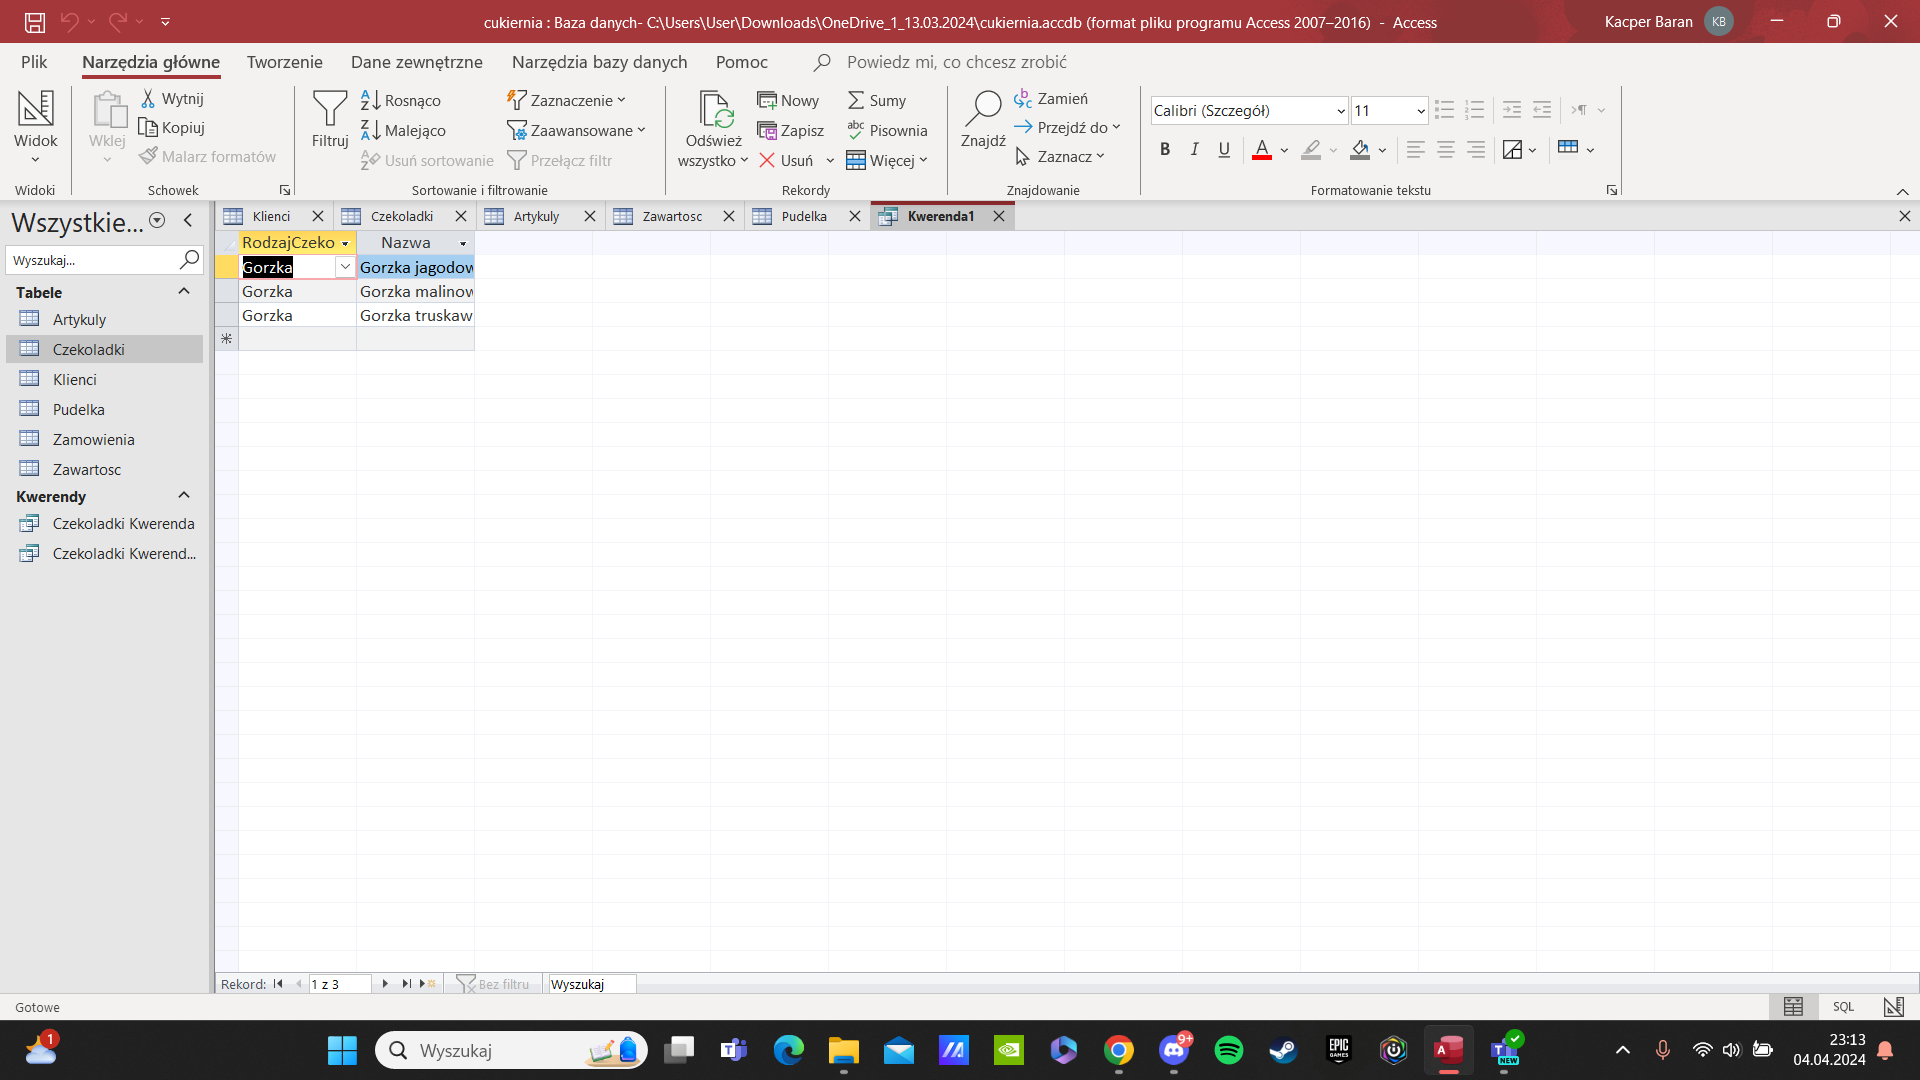 cukiernia : Baza danych- C:\Users\User\Downloads\OneDrive_1_13.03.2024\cukiernia.accdb (format pliku programu Access 2007–2016) - Access
Kacper Baran KB
Plik Narzędzia główne Tworzenie Dane zewnętrzne Narzędzia bazy danych Pomoc Powiedz mi, co chcesz zrobić
Widok
Widoki
Wklej
Wytnij
Kopiuj
Malarz formatów
Schowek
Filtruj
Rosnąco
Malejąco
Usuń sortowanie
Zaznaczenie
Zaawansowane
Przełącz filtr
Sortowanie i filtrowanie
Odśwież
wszystko
Nowy
Zapisz
Usuń
Sumy
Pisownia
Więcej
Rekordy
Znajdź
Zamień
Przejdź do
Zaznacz
Znajdowanie
Calibri (Szczegół) 11
B I U A
Formatowanie tekstu
Wszystkie...
Wyszukaj...
Tabele
Artykuly
Czekoladki
Klienci
Pudelka
Zamowienia
Zawartosc
Kwerendy
Czekoladki Kwerenda
Czekoladki Kwerend...
Klienci Czekoladki Artykuly Zawartosc Pudelka Kwerenda1
RodzajCzeko Nazwa
Gorzka Gorzka jagodow
Gorzka Gorzka malinow
Gorzka Gorzka truskaw
Rekord: 1 z 3 Bez filtru Wyszukaj
Gotowe
SQL
1
Wyszukaj
EPIC
GAMES
9+
A
NEW
23:13
04.04.2024